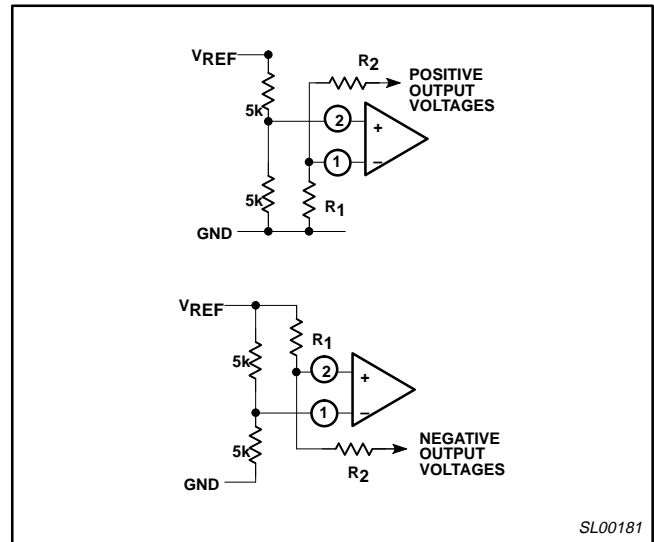 VREF
R2
POSITIVE
OUTPUT
VOLTAGES
5k
2
+
1
–
5k
R1
GND
VREF
R1
5k
2
+
1
–
5k
NEGATIVE
OUTPUT
VOLTAGES
R2
GND
SL00181